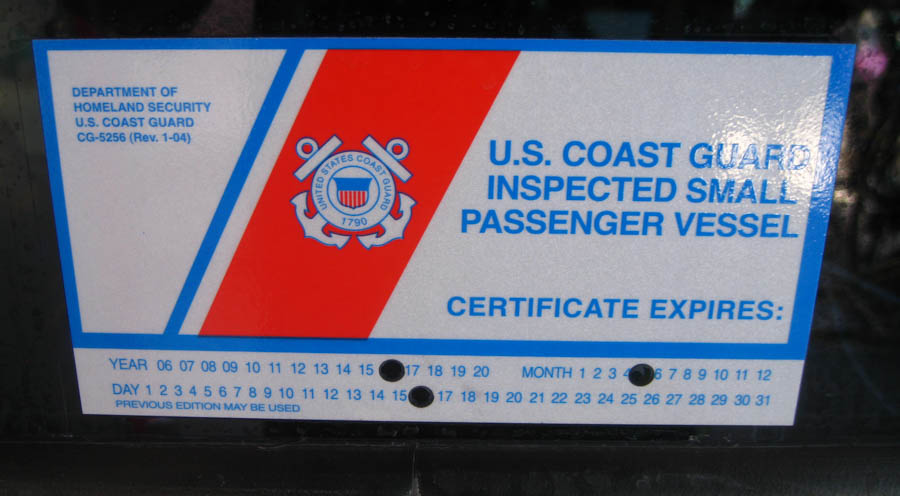 DEPARTMENT OF
HOMELAND SECURITY
U.S. COAST GUARD
CG-5256 (Rev. 1-04)
UNITED STATES COAST GUARD
1790
U.S. COAST GUARD
INSPECTED SMALL
PASSENGER VESSEL
CERTIFICATE EXPIRES:
YEAR 06 07 08 09 10 11 12 13 14 15 17 18 19 20 MONTH 1 2 3 6 7 8 9 10 11 12
DAY 1 2 3 4 5 6 7 8 9 10 11 12 13 14 15 17 18 19 20 21 22 23 24 25 26 27 28 29 30 31
PREVIOUS EDITION MAY BE USED